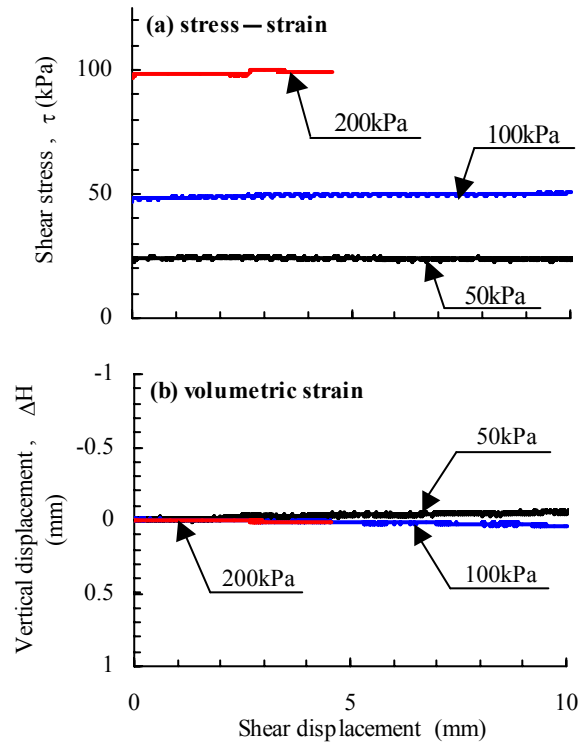 (a) stress — strain
Shear stress , τ (kPa)
100
50
0
200kPa
100kPa
50kPa
(b) volumetric strain
Vertical displacement , ΔH
(mm)
-1
-0.5
0
0.5
1
50kPa
200kPa
100kPa
0
5
10
Shear displacement (mm)